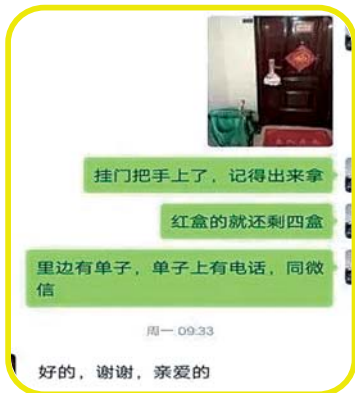 挂门把手上了，记得出来拿
红盒的就还剩四盒
里边有单子，单子上有电话，同微
信
周一 09:33
好的，谢谢，亲爱的